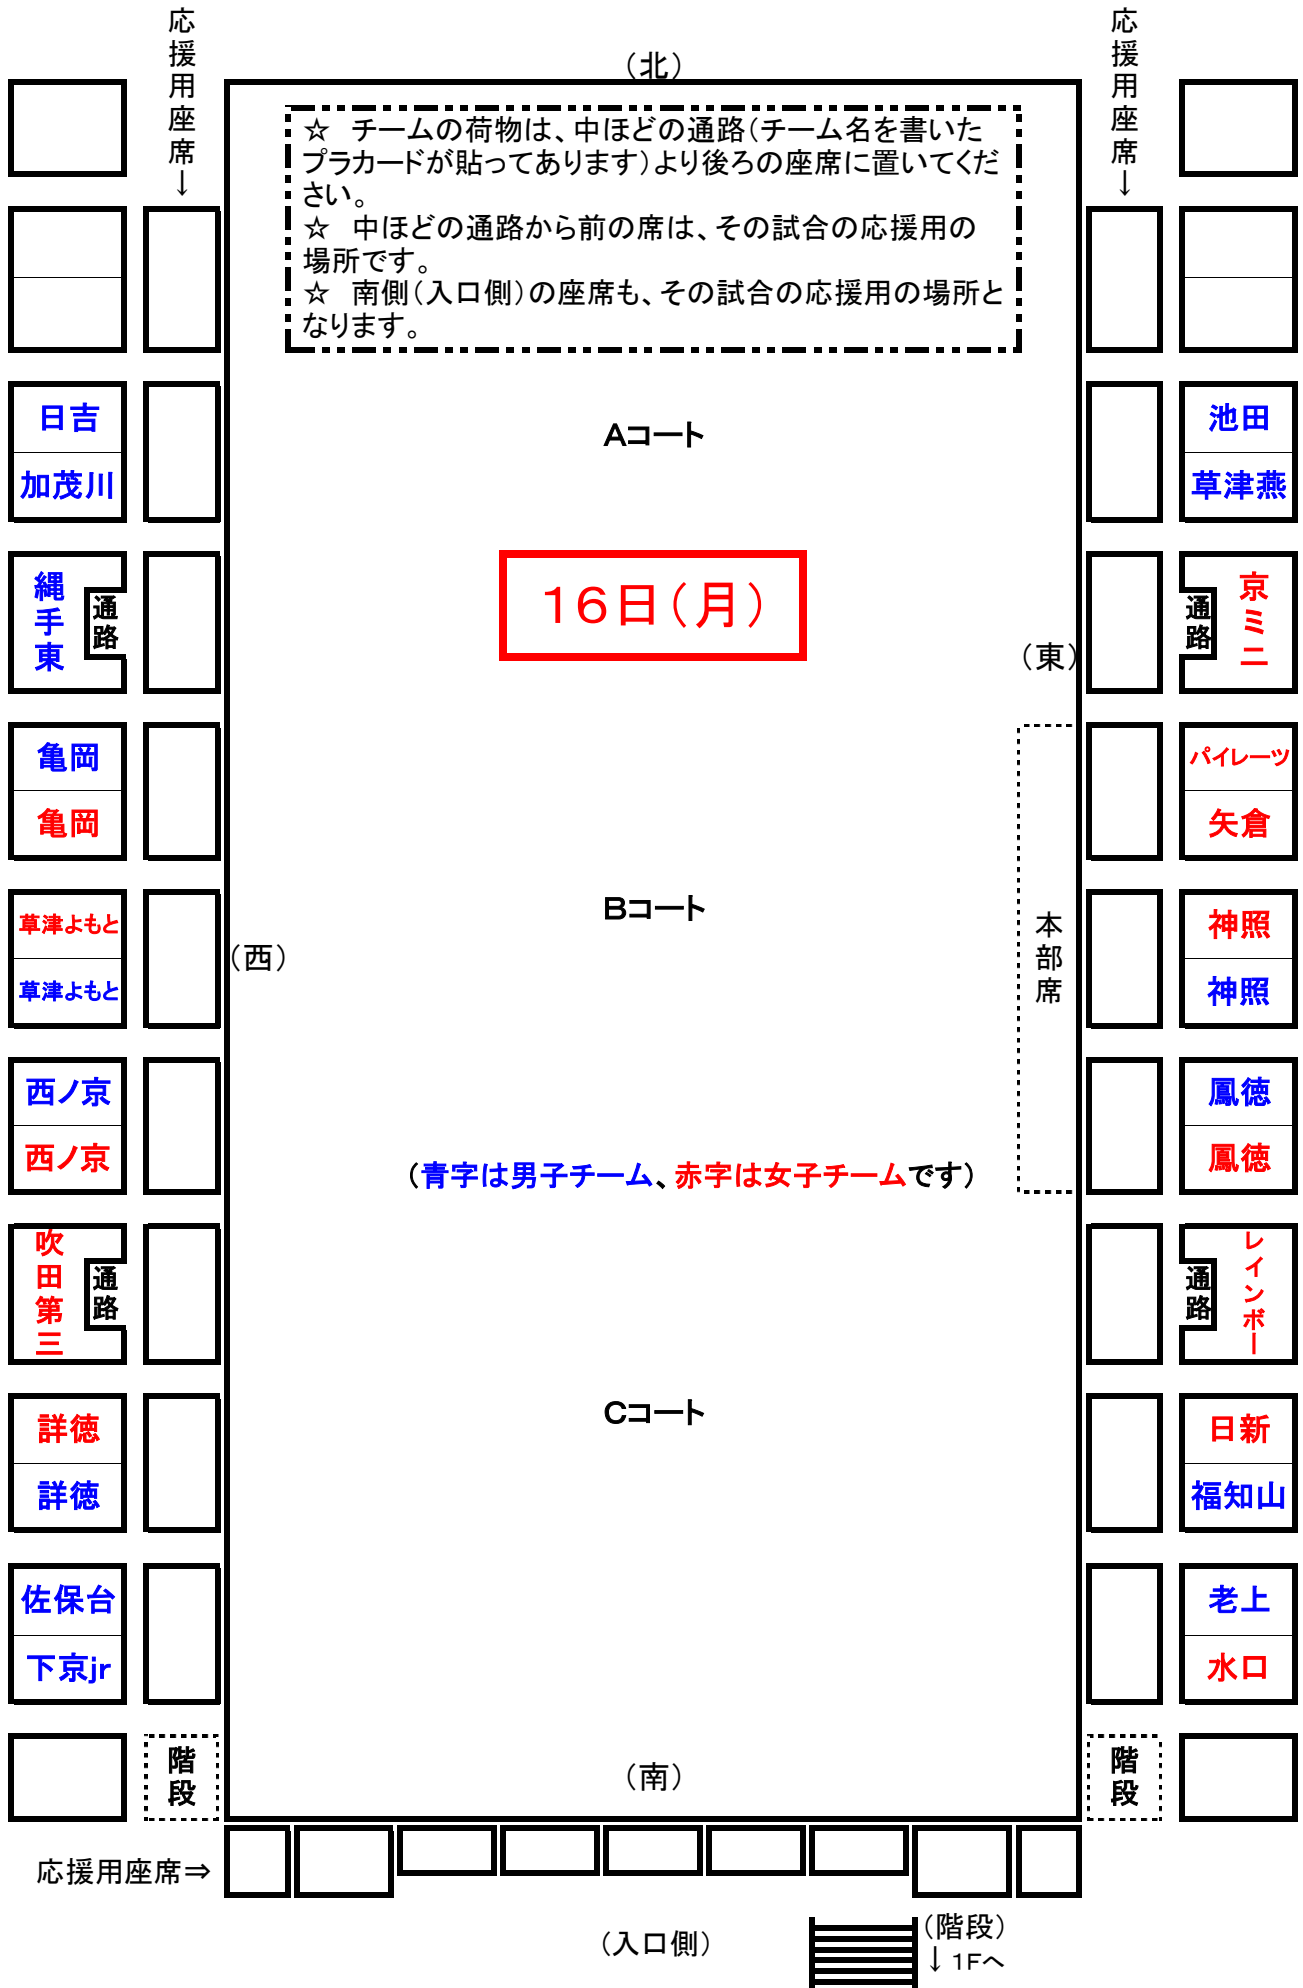 応援用座席↓
応援用座席↓
（北）
☆　チームの荷物は、中ほどの通路（チーム名を書いた
プラカードが貼ってあります）より後ろの座席に置いてくだ
さい。
☆　中ほどの通路から前の席は、その試合の応援用の
場所です。
☆　南側（入口側）の座席も、その試合の応援用の場所と
なります。
日吉
加茂川
Aコート
池田
草津燕
縄手東
通路
16日（月）
（東）
通路
京ミニ
亀岡
亀岡
パイレーツ
矢倉
草津よもと
草津よもと
（西）
Bコート
本部席
神照
神照
西ノ京
西ノ京
（青字は男子チーム、赤字は女子チームです）
鳳徳
鳳徳
吹田第三
通路
通路
レインボー
詳徳
詳徳
Cコート
日新
福知山
佐保台
下京jr
老上
水口
階段
（南）
階段
応援用座席⇒
（入口側）
（階段）
↓1Fへ